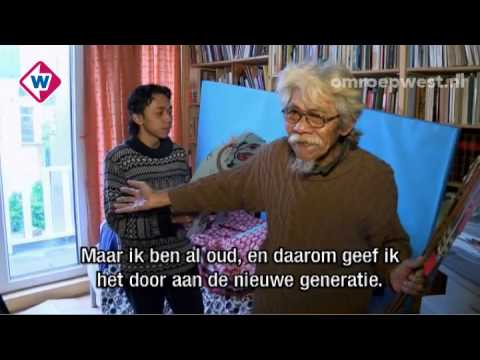 W
omroepwest.nl
Maar ik ben al oud, en daarom geef ik
het door aan de nieuwe generatie.